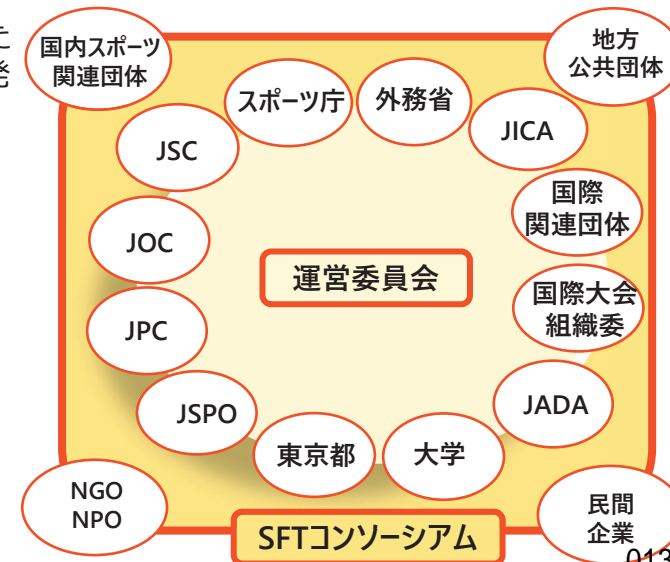 に
発
国内スポーツ
関連団体
地方
公共団体
スポーツ庁
外務省
JSC
JICA
国際
関連団体
JOC
運営委員会
国際大会
組織委
JPC
JSPO
JADA
東京都
大学
NGO
NPO
民間
企業
SFTコンソーシアム
013